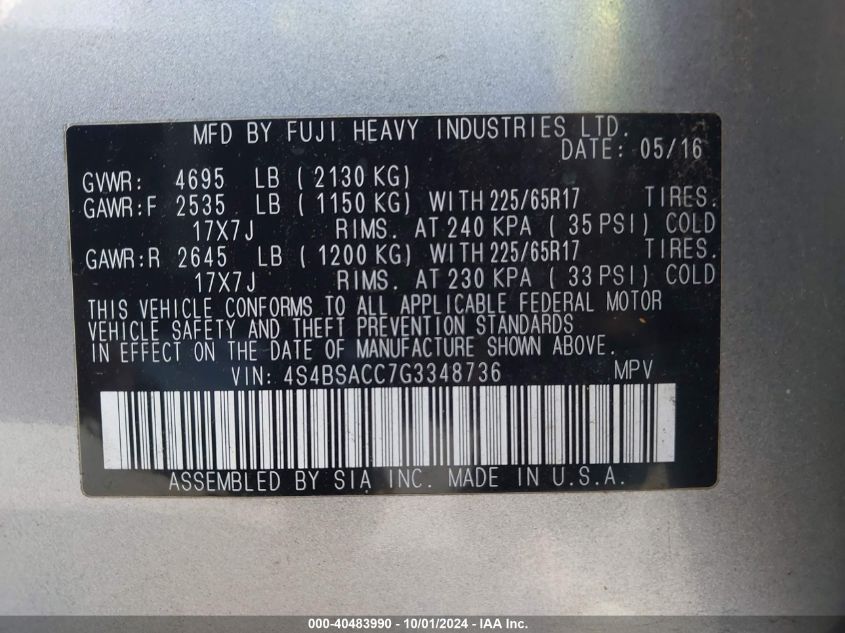 MFD BY FUJI HEAVY INDUSTRIES LTD.
DATE: 05/16
GVWR: 4695 LB ( 2130 KG)
GAWR:F 2535 LB ( 1150 KG) WITH 225/65R17 TIRES.
17X7J RIMS. AT 240 KPA ( 35 PSI) COLD
GAWR:R 2645 LB ( 1200 KG) WITH 225/65R17 TIRES.
17X7J RIMS. AT 230 KPA ( 33 PSI) COLD
THIS VEHICLE CONFORMS TO ALL APPLICABLE FEDERAL MOTOR
VEHICLE SAFETY AND THEFT PREVENTION STANDARDS
IN EFFECT ON THE DATE OF MANUFACTURE SHOWN ABOVE.
VIN: 4S4BSACC7G3348736 MPV
ASSEMBLED BY SIA INC. MADE IN U.S.A.
000-40483990 - 10/01/2024 - IAA Inc.